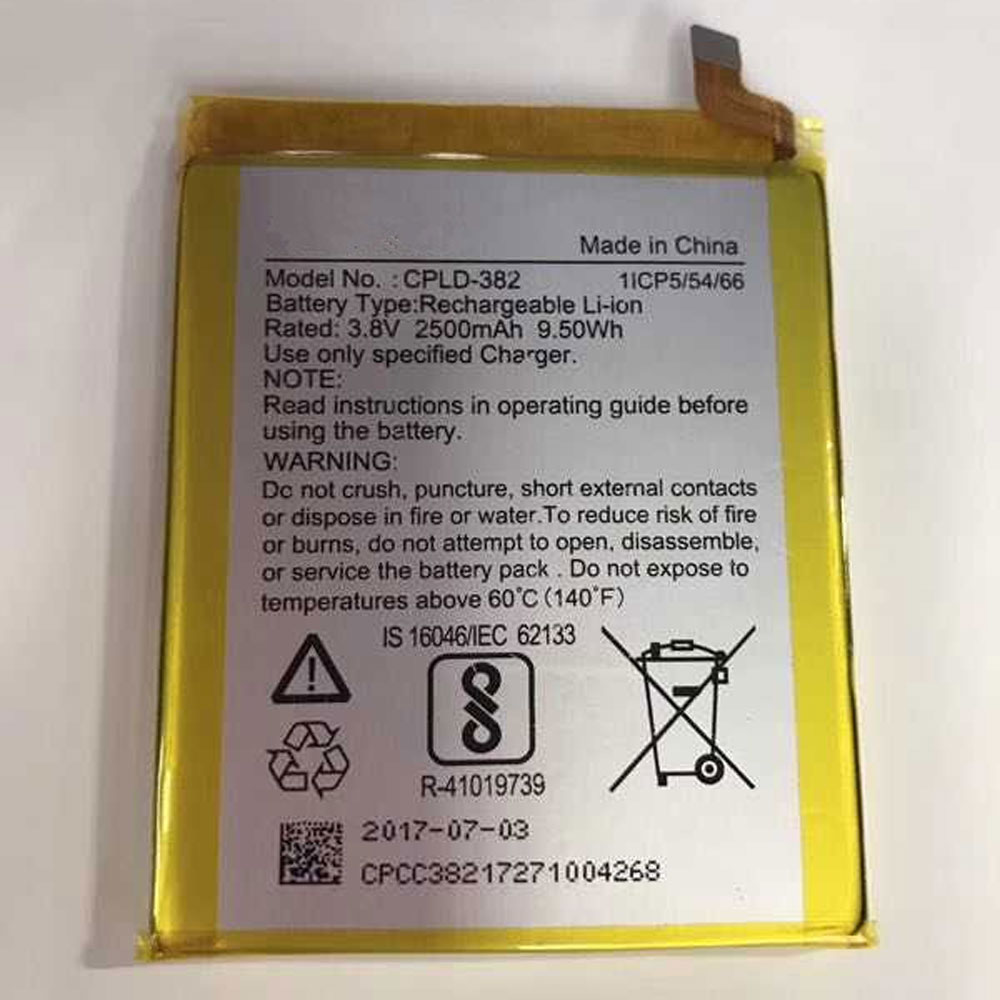 Made in China
Model No. : CPLD-382 1ICP5/54/66
Battery Type:Rechargeable Li-ion
Rated: 3.8V 2500mAh 9.50Wh
Use only specified Charger.
NOTE:
Read instructions in operating guide before
using the battery.
WARNING:
Do not crush, puncture, short external contacts
or dispose in fire or water.To reduce risk of fire
or burns, do not attempt to open, disassemble,
or service the battery pack . Do not expose to
temperatures above 60°C (140°F)
IS 16046/IEC 62133
R-41019739
2017-07-03
CPCC38217271004268